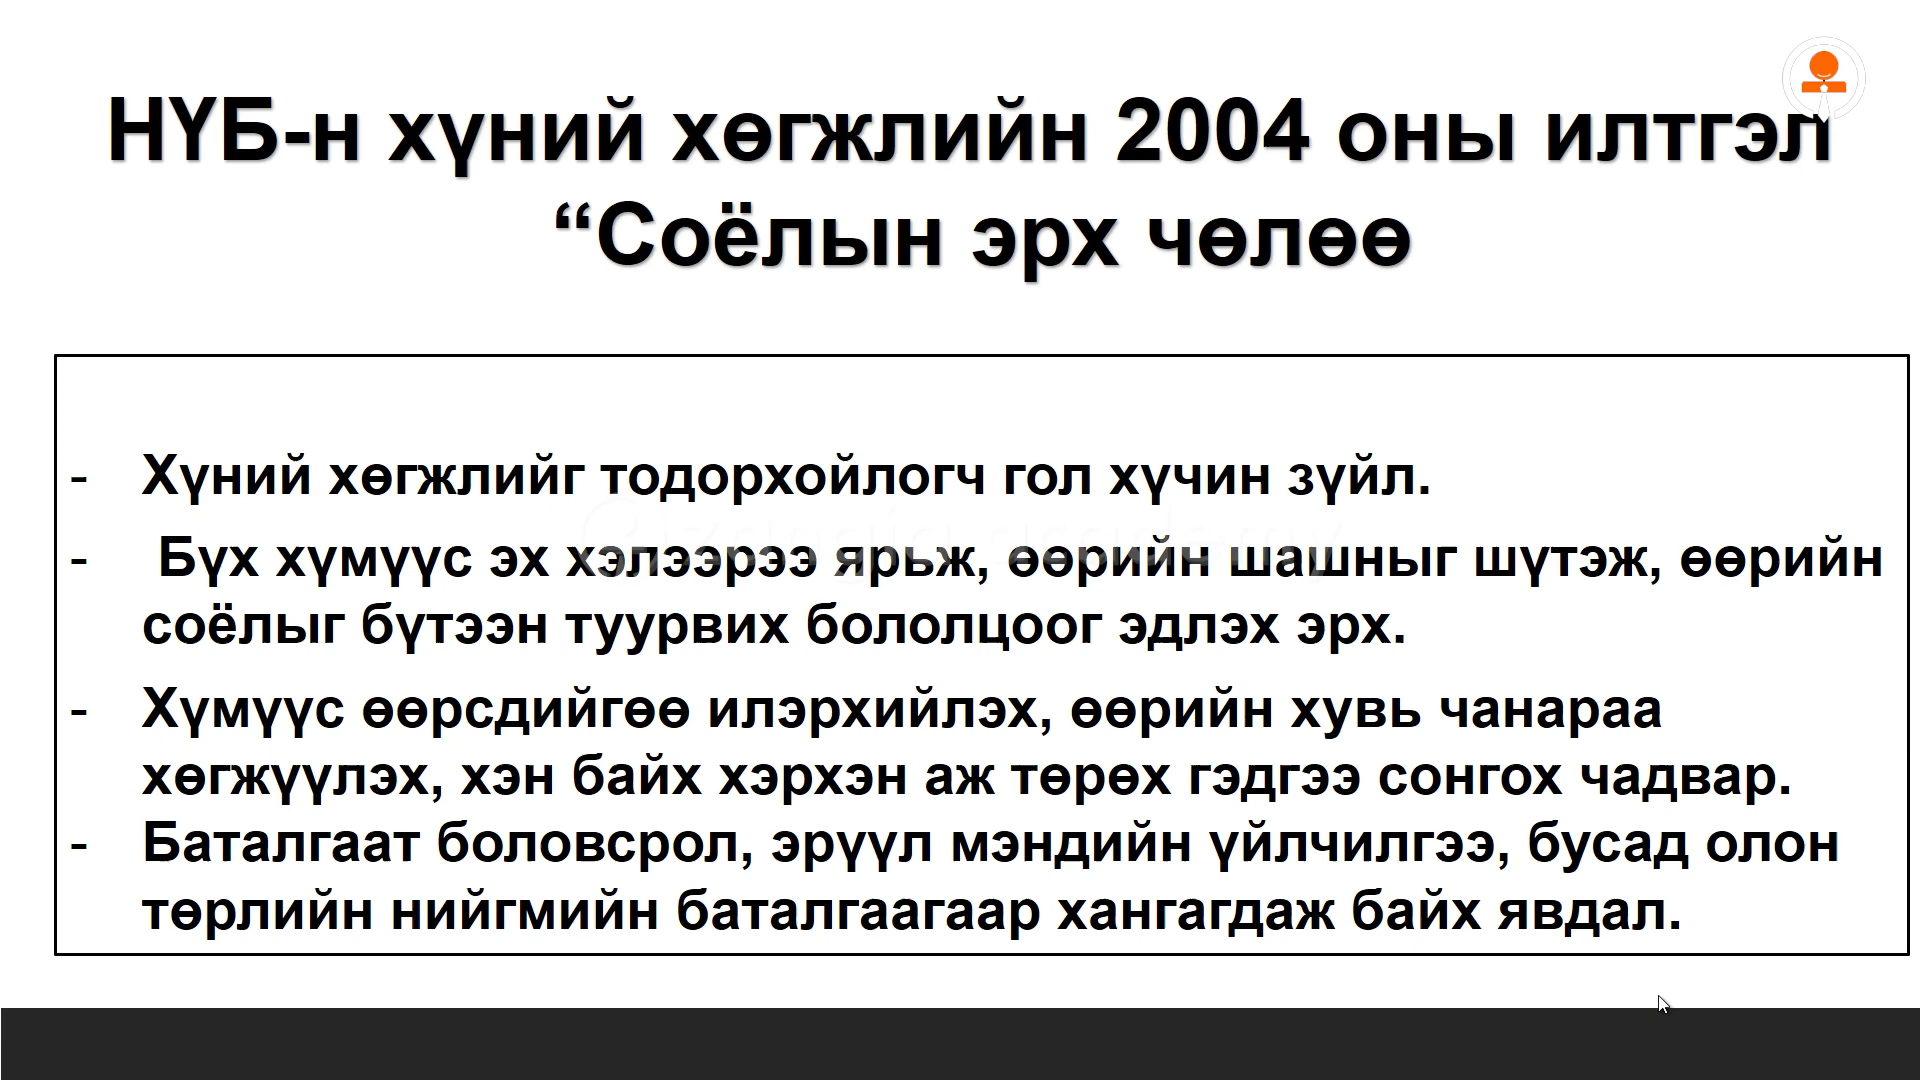 НҮБ-н хүний хөгжлийн 2004 оны илтгэл
“Соёлын эрх чөлөө
- Хүний хөгжлийг тодорхойлогч гол хүчин зүйл.
- Бүх хүмүүс эх хэлээрээ ярьж, өөрийн шашныг шүтэж, өөрийн
соёлыг бүтээн туурвих бололцоог эдлэх эрх.
- Хүмүүс өөрсдийгөө илэрхийлэх, өөрийн хувь чанараа
хөгжүүлэх, хэн байх хэрхэн аж төрөх гэдгээ сонгох чадвар.
- Баталгаат боловсрол, эрүүл мэндийн үйлчилгээ, бусад олон
төрлийн нийгмийн баталгаагаар хангагдаж байх явдал.